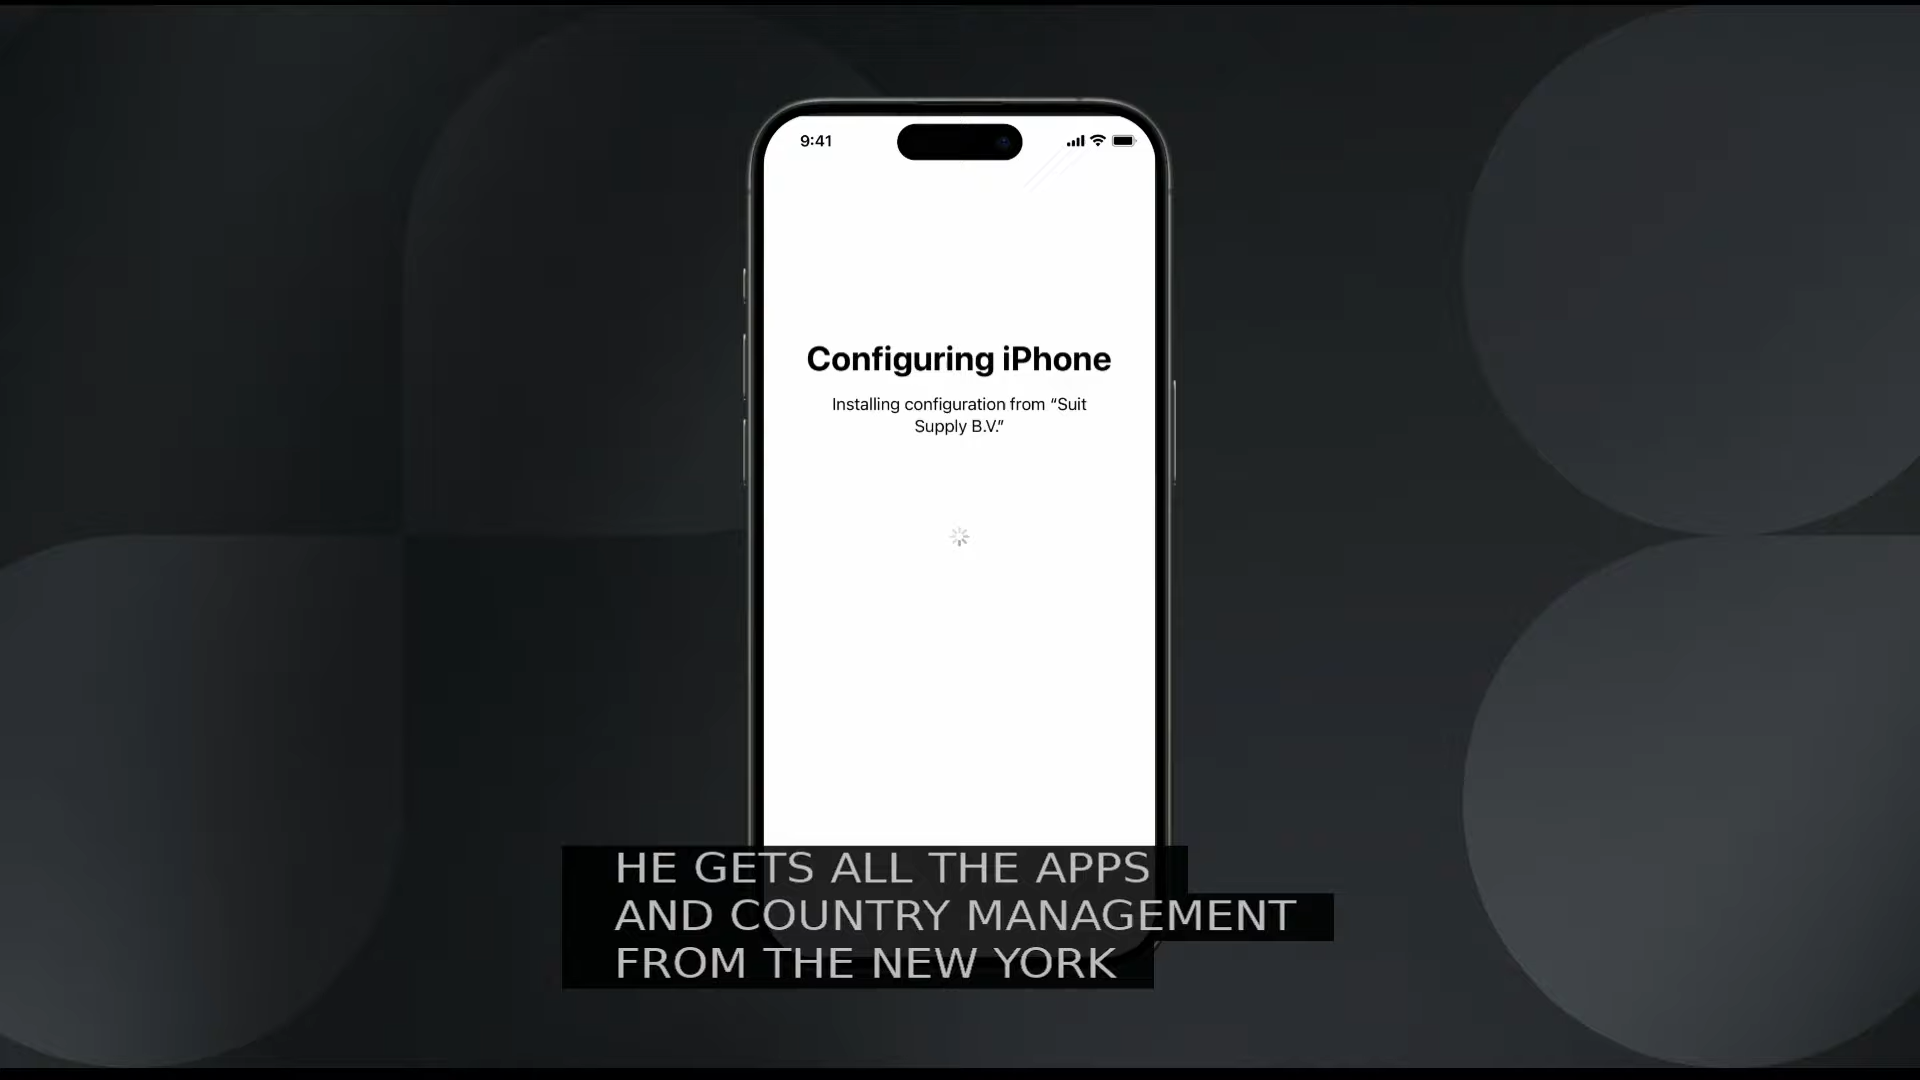 9:41
Configuring iPhone
Installing configuration from “Suit
Supply B.V.”
HE GETS ALL THE APPS
AND COUNTRY MANAGEMENT
FROM THE NEW YORK